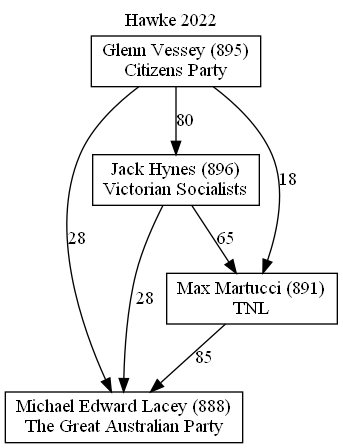 Hawke 2022
Glenn Vessey (895)
Citizens Party
80
Jack Hynes (896)
Victorian Socialists
18
28
65
28
Max Martucci (891)
TNL
85
Michael Edward Lacey (888)
The Great Australian Party